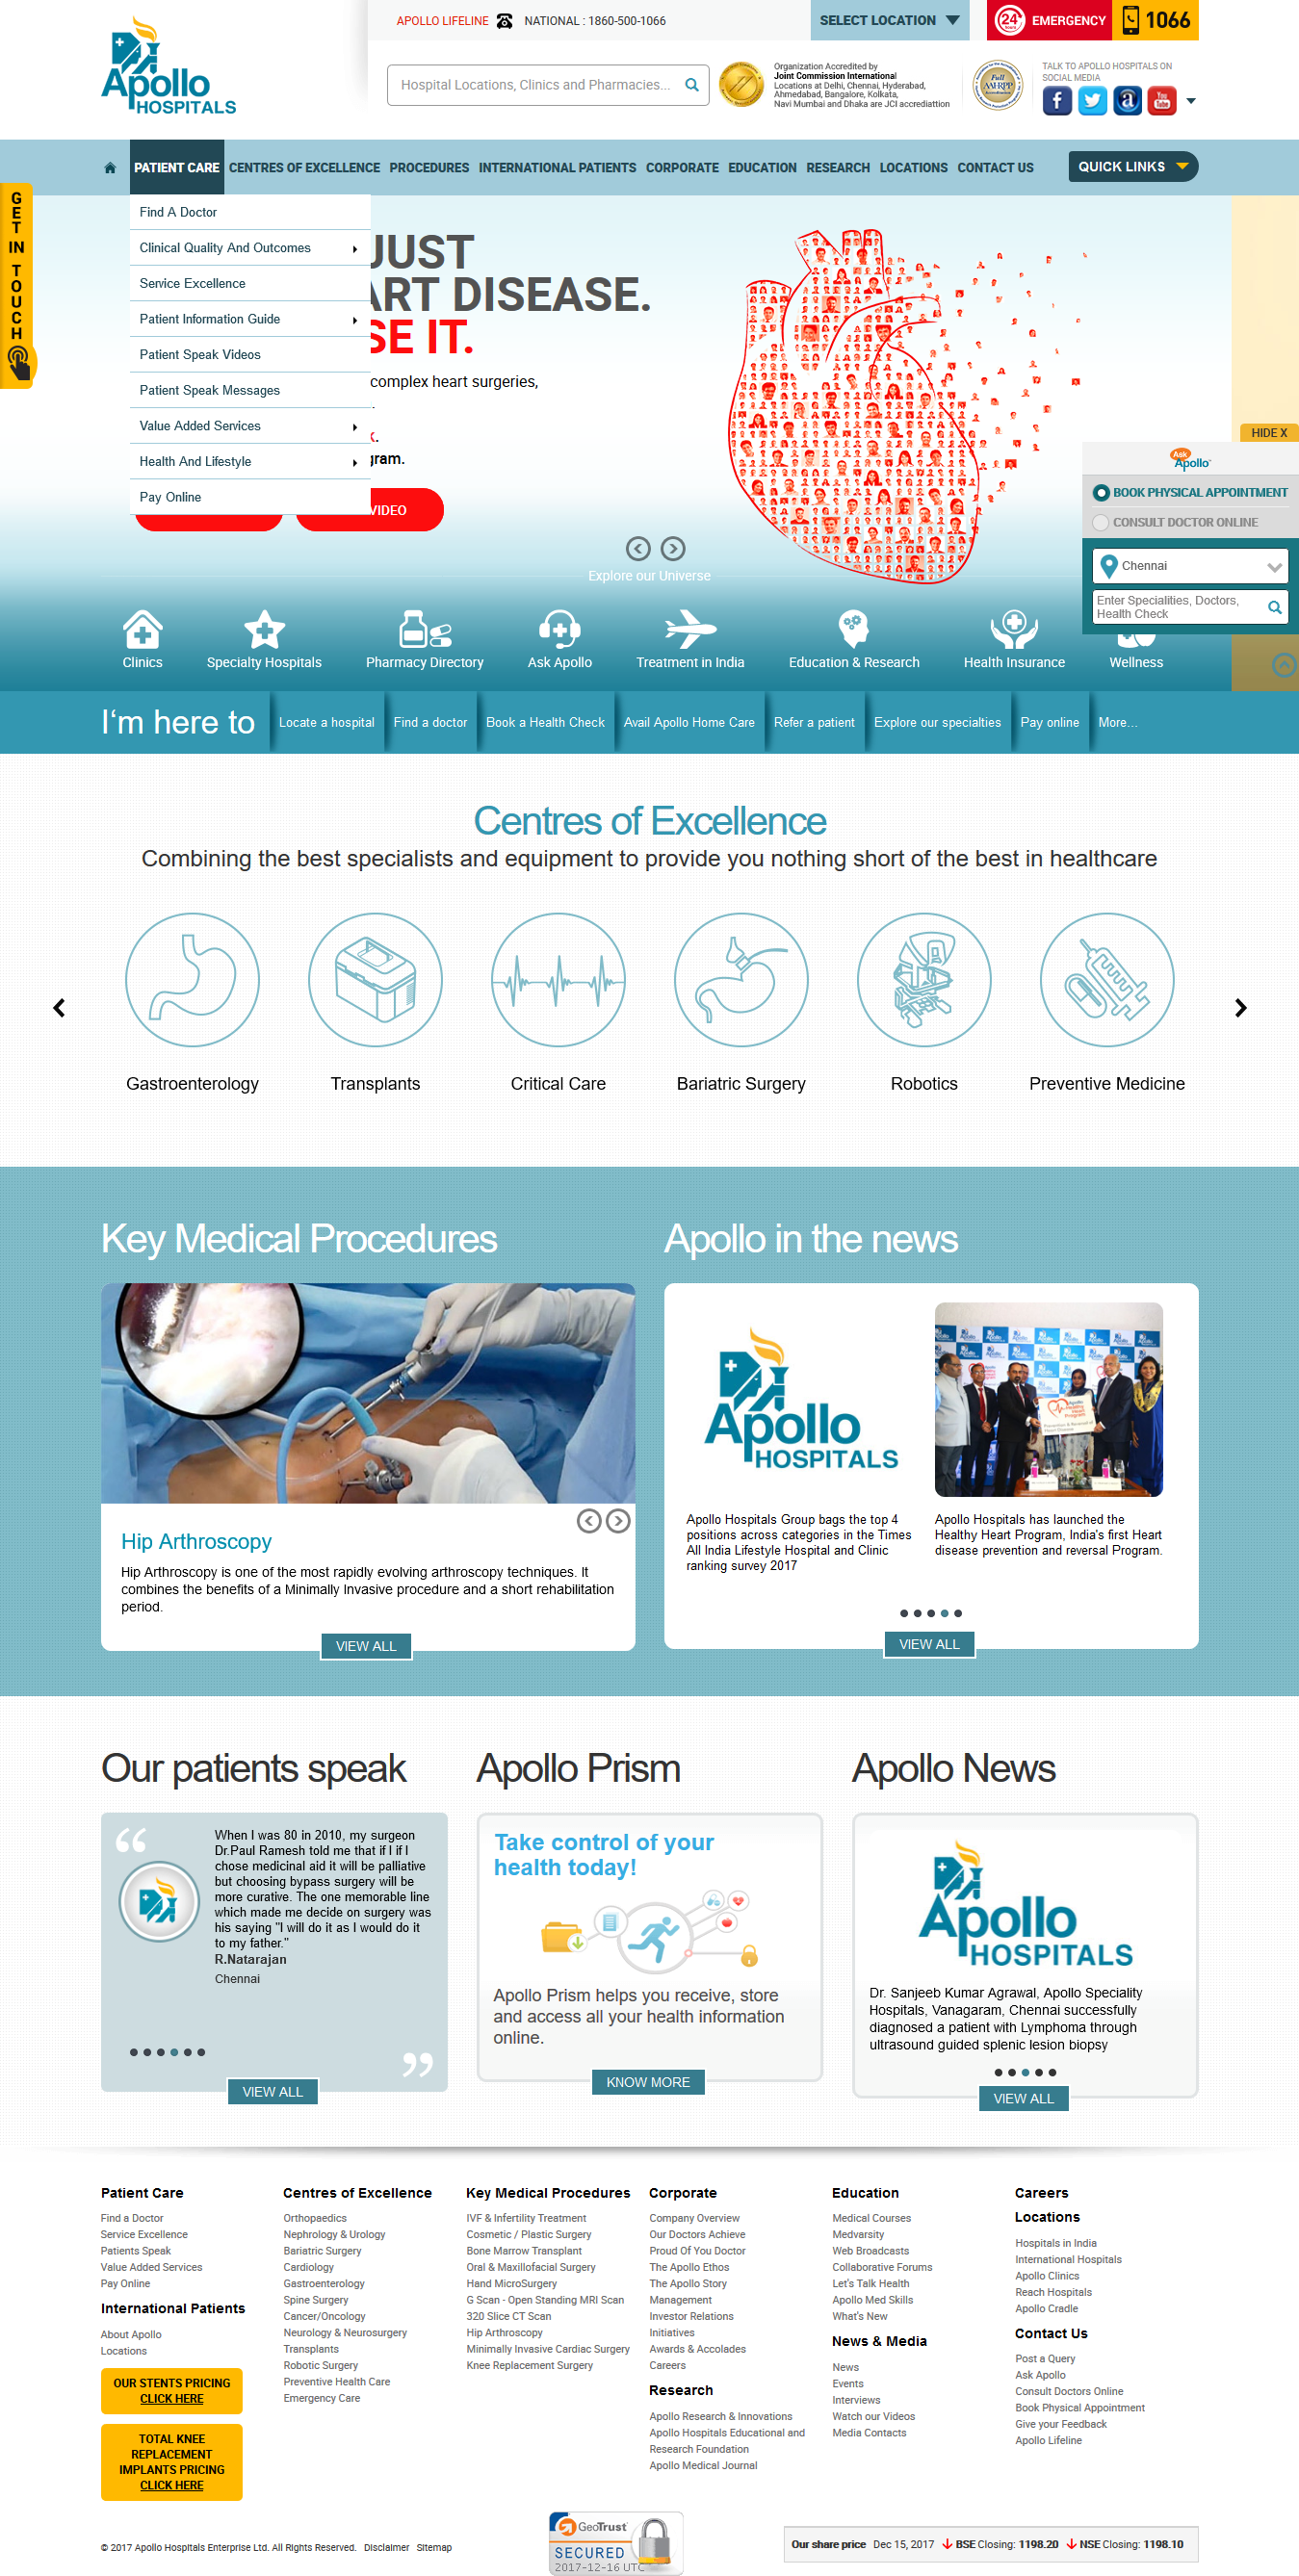 Apollo
HOSPITALS
APOLLO LIFELINE NATIONAL : 1860-500-1066
SELECT LOCATION
24
EMERGENCY
1066
Hospital Locations, Clinics and Pharmacies...
Organization Accredited by
Joint Commission International
Locations at Delhi, Chennai, Hyderabad,
Ahmedabad, Bangalore, Kolkata,
Navi Mumbai and Dhaka are JCI accrediattion
Full
AAHRPP
TALK TO APOLLO HOSPITALS ON
SOCIAL MEDIA
You
Tube
PATIENT CARE CENTRES OF EXCELLENCE PROCEDURES INTERNATIONAL PATIENTS CORPORATE EDUCATION RESEARCH LOCATIONS CONTACT US
QUICK LINKS
GET IN TOUCH
Find A Doctor
Clinical Quality And Outcomes
Service Excellence
Patient Information Guide
Patient Speak Videos
Patient Speak Messages
Value Added Services
Health And Lifestyle
Pay Online
JUST
ART DISEASE.
SE IT.
complex heart surgeries,
gram.
VIDEO
Explore our Universe
HIDE X
Ask
Apollo
BOOK PHYSICAL APPOINTMENT
CONSULT DOCTOR ONLINE
Chennai
Enter Specialities, Doctors,
Health Check
Clinics
Specialty Hospitals
Pharmacy Directory
Ask Apollo
Treatment in India
Education & Research
Health Insurance
Wellness
I'm here to
Locate a hospital
Find a doctor
Book a Health Check
Avail Apollo Home Care
Refer a patient
Explore our specialties
Pay online
More...
Centres of Excellence
Combining the best specialists and equipment to provide you nothing short of the best in healthcare
Gastroenterology
Transplants
Critical Care
Bariatric Surgery
Robotics
Preventive Medicine
Key Medical Procedures
Hip Arthroscopy
Hip Arthroscopy is one of the most rapidly evolving arthroscopy techniques. It
combines the benefits of a Minimally Invasive procedure and a short rehabilitation
period.
VIEW ALL
Apollo in the news
Apollo
HOSPITALS
Apollo Hospitals Group bags the top 4
positions across categories in the Times
All India Lifestyle Hospital and Clinic
ranking survey 2017
Apollo Hospitals has launched the
Healthy Heart Program, India's first Heart
disease prevention and reversal Program.
VIEW ALL
Our patients speak
When I was 80 in 2010, my surgeon
Dr.Paul Ramesh told me that if I if I
chose medicinal aid it will be palliative
but choosing bypass surgery will be
more curative. The one memorable line
which made me decide on surgery was
his saying "I will do it as I would do it
to my father."
R.Natarajan
Chennai
VIEW ALL
Apollo Prism
Take control of your
health today!
Apollo Prism helps you receive, store
and access all your health information
online.
KNOW MORE
Apollo News
Apollo
HOSPITALS
Dr. Sanjeeb Kumar Agrawal, Apollo Speciality
Hospitals, Vanagaram, Chennai successfully
diagnosed a patient with Lymphoma through
ultrasound guided splenic lesion biopsy
VIEW ALL
Patient Care
Find a Doctor
Service Excellence
Patients Speak
Value Added Services
Pay Online
International Patients
About Apollo
Locations
OUR STENTS PRICING
CLICK HERE
TOTAL KNEE
REPLACEMENT
IMPLANTS PRICING
CLICK HERE
Centres of Excellence
Orthopaedics
Nephrology & Urology
Bariatric Surgery
Cardiology
Gastroenterology
Spine Surgery
Cancer/Oncology
Neurology & Neurosurgery
Transplants
Robotic Surgery
Preventive Health Care
Emergency Care
Key Medical Procedures
IVF & Infertility Treatment
Cosmetic / Plastic Surgery
Bone Marrow Transplant
Oral & Maxillofacial Surgery
Hand MicroSurgery
G Scan - Open Standing MRI Scan
320 Slice CT Scan
Hip Arthroscopy
Minimally Invasive Cardiac Surgery
Knee Replacement Surgery
Corporate
Company Overview
Our Doctors Achieve
Proud Of You Doctor
The Apollo Ethos
The Apollo Story
Management
Investor Relations
Initiatives
Awards & Accolades
Careers
Research
Apollo Research & Innovations
Apollo Hospitals Educational and
Research Foundation
Apollo Medical Journal
Education
Medical Courses
Medvarsity
Web Broadcasts
Collaborative Forums
Let's Talk Health
Apollo Med Skills
What's New
News & Media
News
Events
Interviews
Watch our Videos
Media Contacts
Careers
Locations
Hospitals in India
International Hospitals
Apollo Clinics
Reach Hospitals
Apollo Cradle
Contact Us
Post a Query
Ask Apollo
Consult Doctors Online
Book Physical Appointment
Give your Feedback
Apollo Lifeline
© 2017 Apollo Hospitals Enterprise Ltd. All Rights Reserved. Disclaimer Sitemap
GeoTrust
SECURED
2017-12-16 UTC
Our share price Dec 15, 2017 BSE Closing: 1198.20 NSE Closing: 1198.10